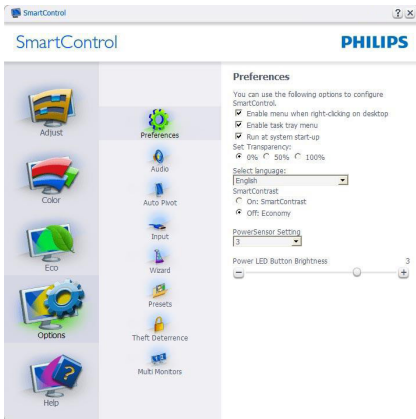 SmartControl
SmartControl
PHILIPS
Adjust
Color
Eco
Options
Help
Preferences
Audio
Auto Pivot
Input
Wizard
Presets
Theft Deterrence
Multi Monitors
Preferences
You can use the following options to configure
SmartControl.
Enable menu when right-clicking on desktop
Enable task tray menu
Run at system start-up
Set Transparency:
0% 50% 100%
Select language:
English
SmartContrast
On: SmartContrast
Off: Economy
PowerSensor Setting
3
Power LED Button Brightness 3